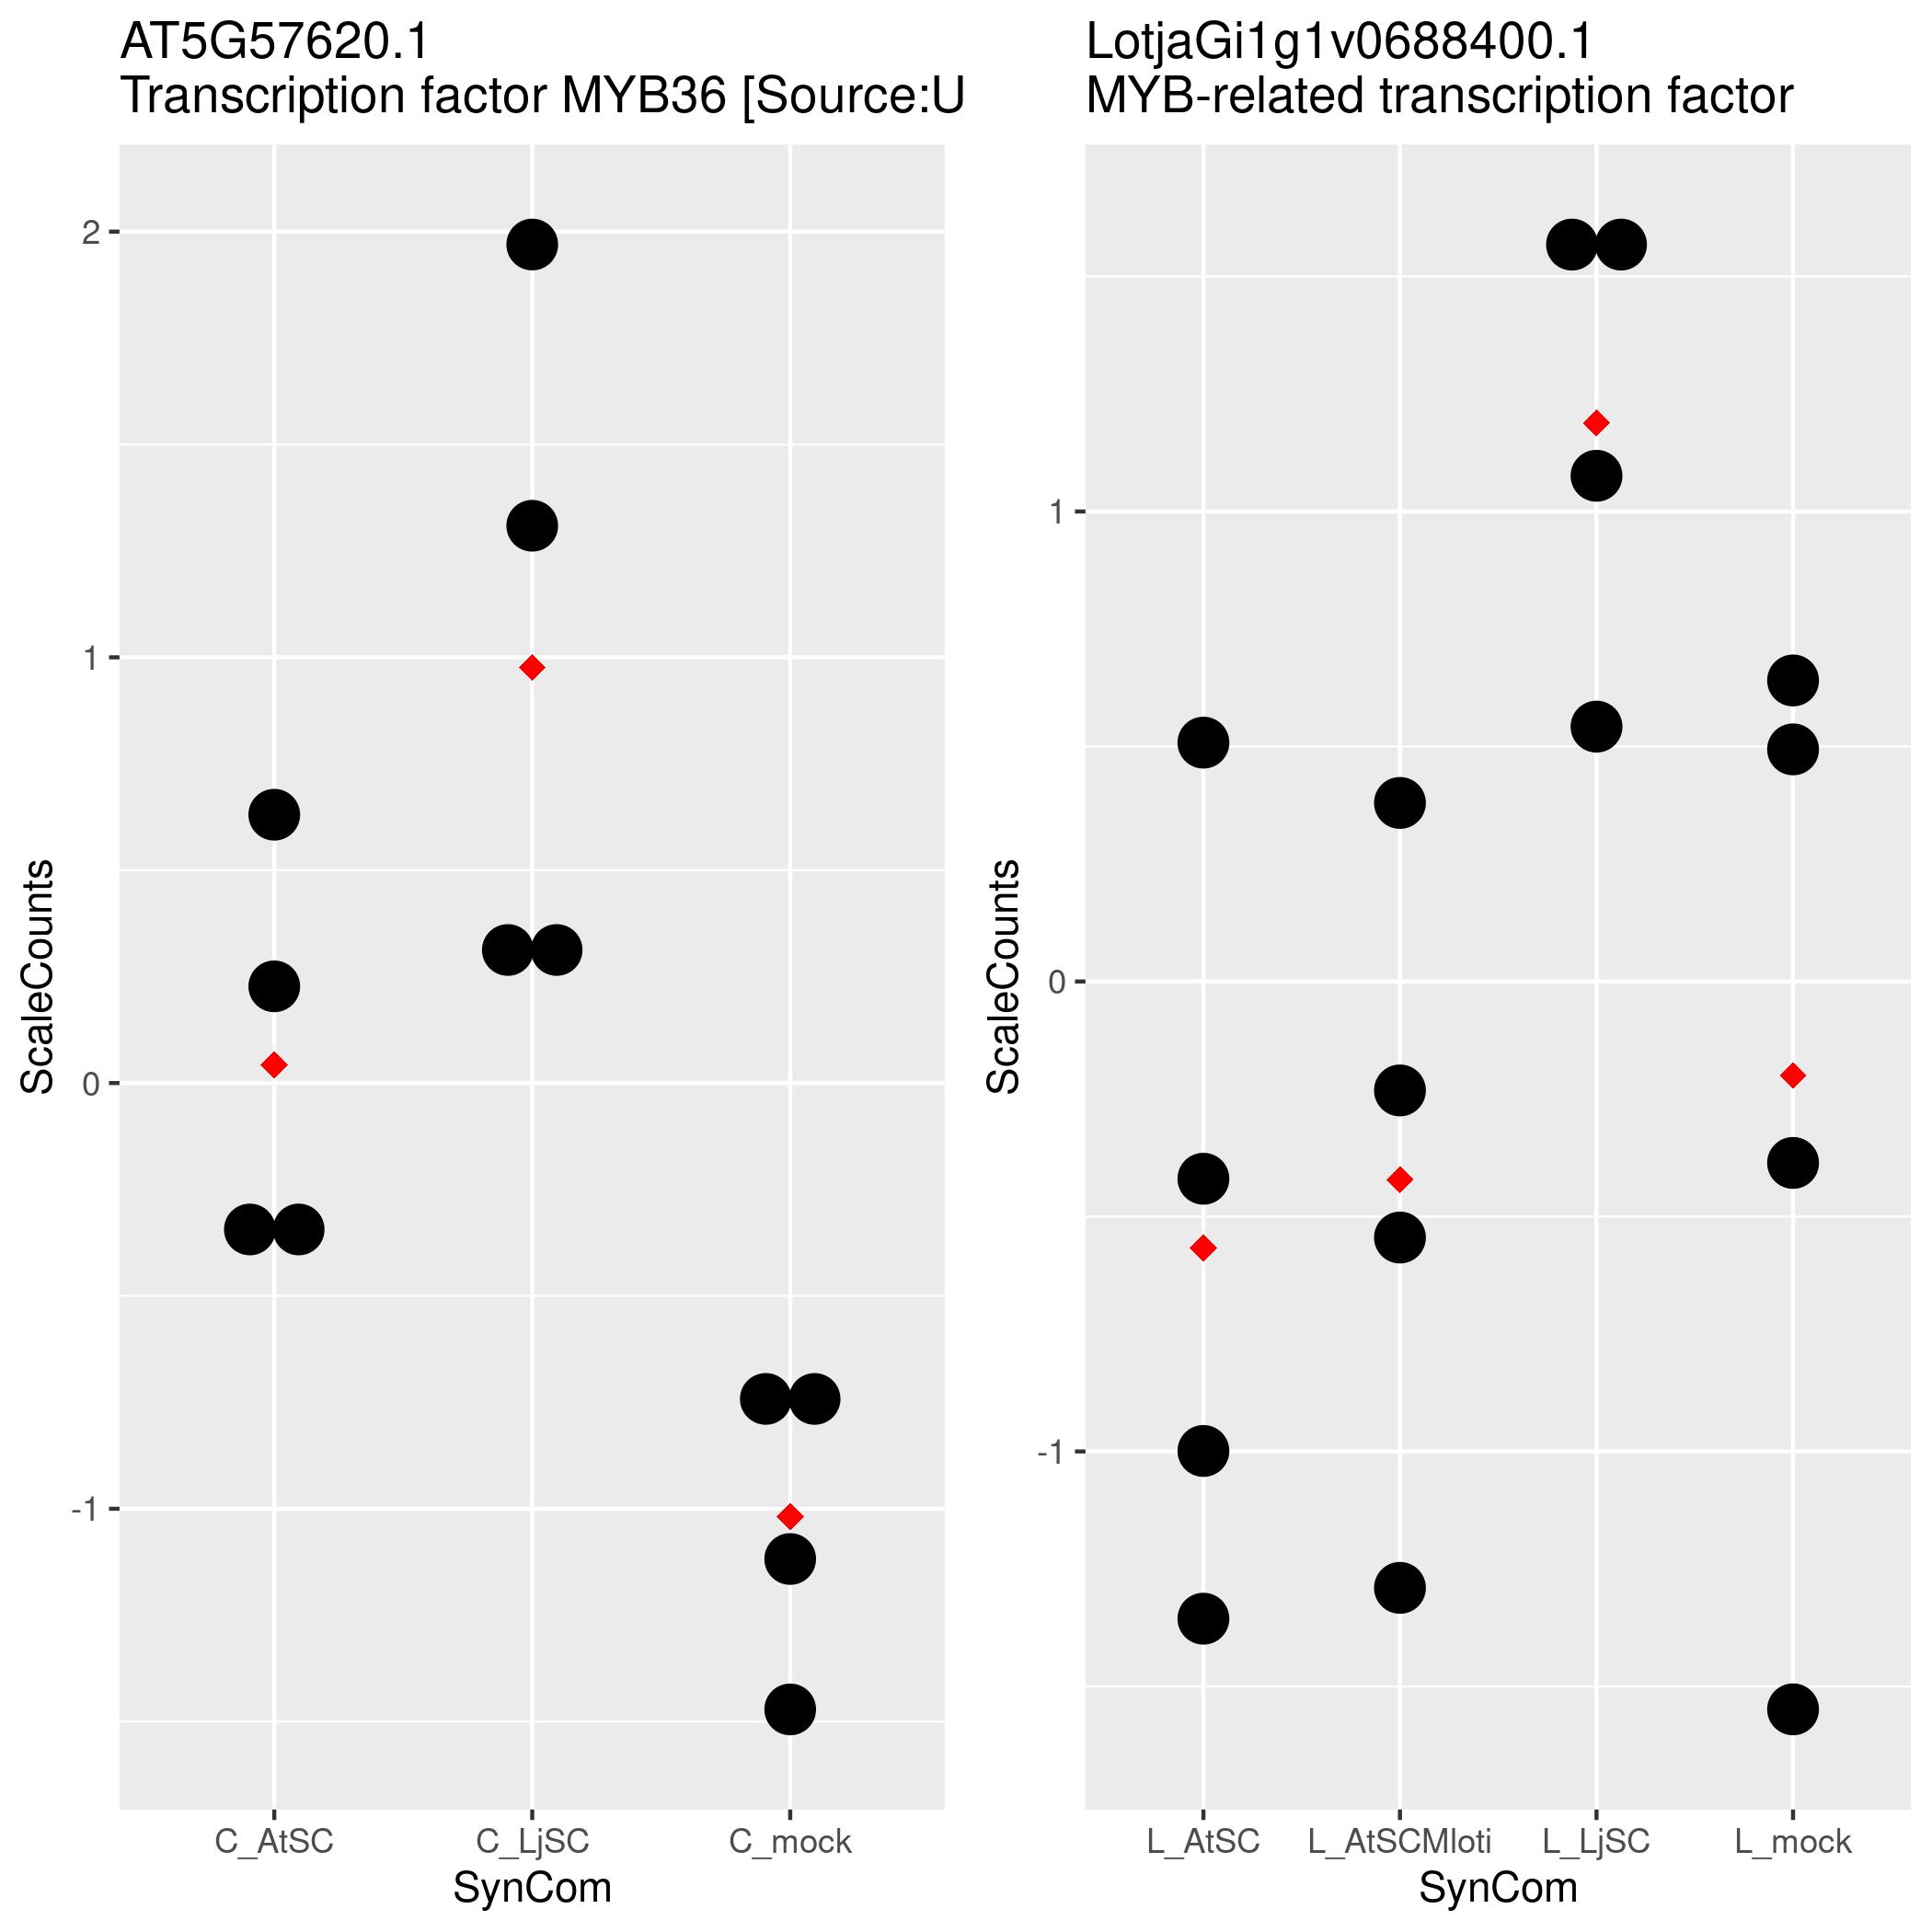 AT5G57620.1
Transcription factor MYB36 [Source:U
ScaleCounts
2
1
0
-1
C_AtSC C_LjSC C_mock
SynCom
LotjaGi1g1v0688400.1
MYB-related transcription factor
ScaleCounts
1
0
-1
L_AtSC L_AtSCMloti L_LjSC L_mock
SynCom